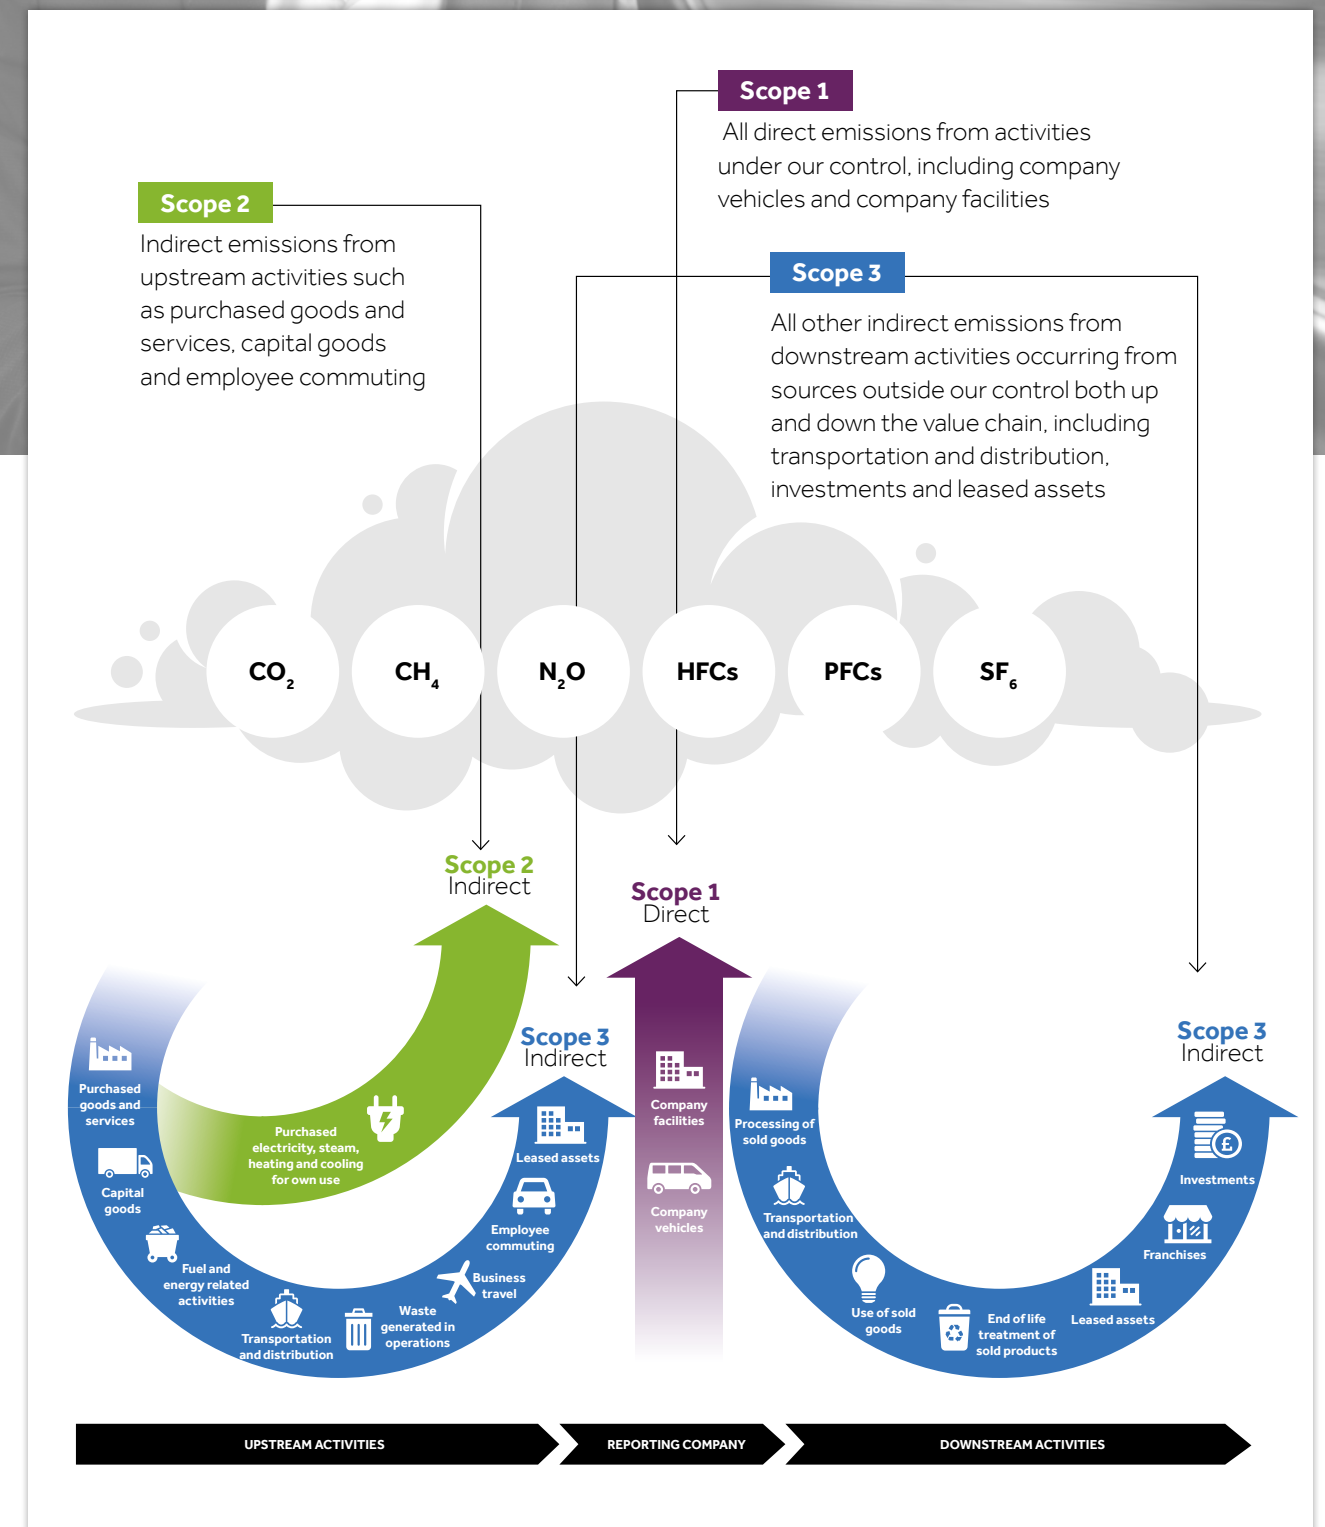 Scope 1
All direct emissions from activities
under our control, including company
vehicles and company facilities
Scope 2
Indirect emissions from
upstream activities such
as purchased goods and
services, capital goods
and employee commuting
Scope 3
All other indirect emissions from
downstream activities occurring from
sources outside our control both up
and down the value chain, including
transportation and distribution,
investments and leased assets
CO₂
CH₄
N₂O
HFCs
PFCs
SF₆
Scope 2
Indirect
Purchased
electricity, steam,
heating and cooling
for own use
Scope 3
Indirect
Purchased
goods and
services
Capital
goods
Fuel and
energy related
activities
Transportation
and distribution
Waste
generated in
operations
Business
travel
Employee
commuting
Leased assets
Scope 1
Direct
Company
facilities
Company
vehicles
Scope 3
Indirect
Processing of
sold goods
Transportation
and distribution
Use of sold
goods
End of life
treatment of
sold products
Leased assets
Franchises
£
Investments
UPSTREAM ACTIVITIES
REPORTING COMPANY
DOWNSTREAM ACTIVITIES